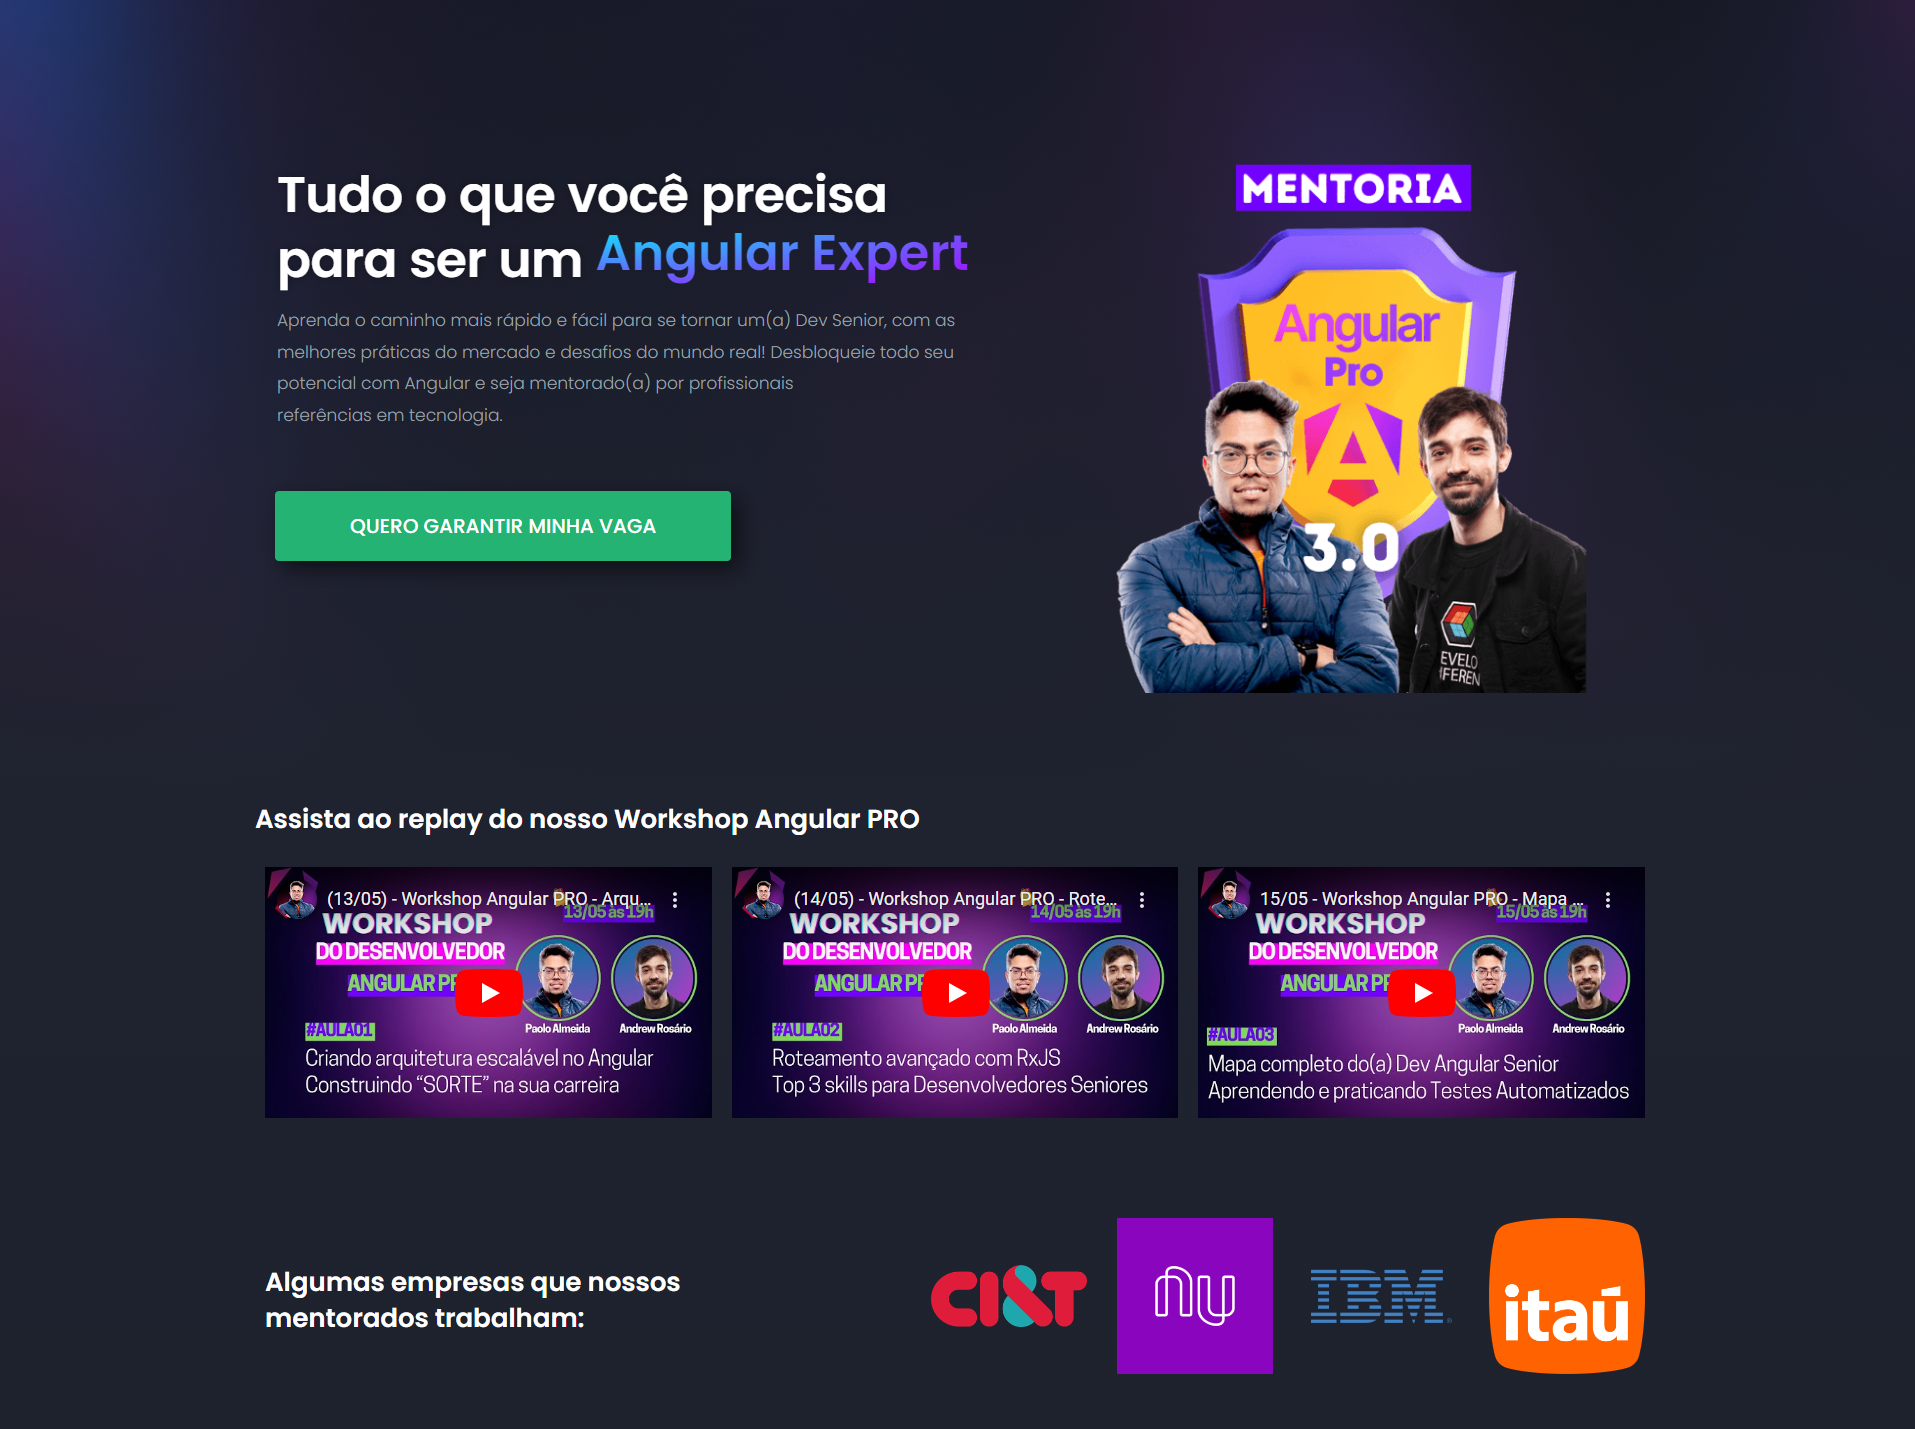 Tudo o que você precisa
para ser um Angular Expert
Aprenda o caminho mais rápido e fácil para se tornar um(a) Dev Senior, com as
melhores práticas do mercado e desafios do mundo real! Desbloqueie todo seu
potencial com Angular e seja mentorado(a) por profissionais
referências em tecnologia.
QUERO GARANTIR MINHA VAGA
MENTORIA
Angular
Pro
3.0
EVELO
IFEREN
Assista ao replay do nosso Workshop Angular PRO
(13/05) - Workshop Angular PRO - Arqu...
13/05 às 19h
WORKSHOP
DO DESENVOLVEDOR
ANGULAR
Paolo Almeida
Andrew Rosário
#AULA01
Criando arquitetura escalável no Angular
Construindo “SORTE” na sua carreira
(14/05) - Workshop Angular PRO - Rote...
14/05 às 19h
WORKSHOP
DO DESENVOLVEDOR
ANGULAR
Paolo Almeida
Andrew Rosário
#AULA02
Roteamento avançado com RxJS
Top 3 skills para Desenvolvedores Seniores
15/05 - Workshop Angular PRO - Mapa ...
15/05 às 19h
WORKSHOP
DO DESENVOLVEDOR
ANGULAR
Paolo Almeida
Andrew Rosário
#AULA03
Mapa completo do(a) Dev Angular Senior
Aprendendo e praticando Testes Automatizados
Algumas empresas que nossos
mentorados trabalham:
CI&T
nu
IBM
itaú